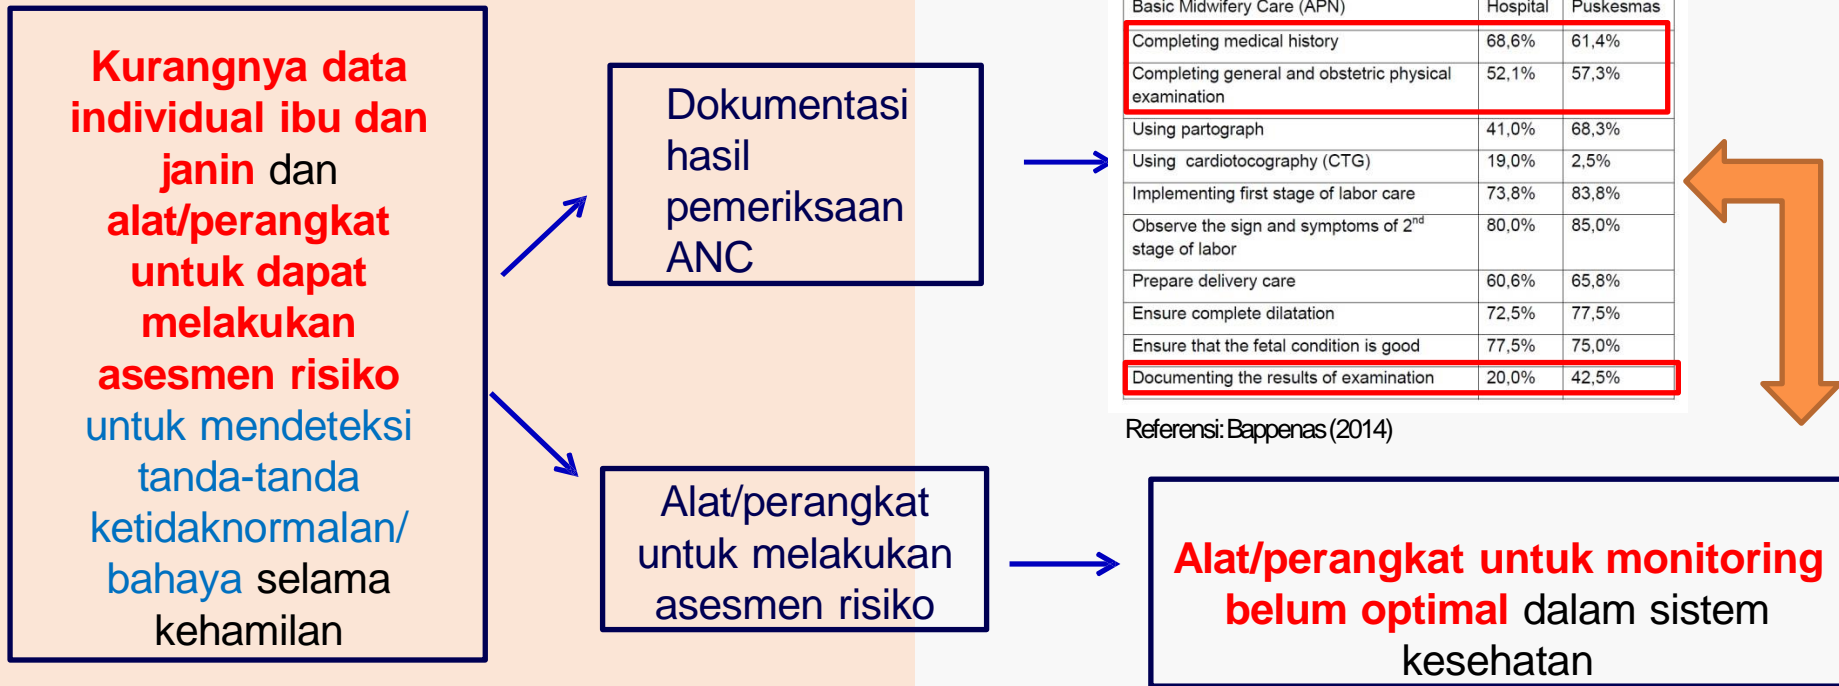 Kurangnya data
individual ibu dan
janin dan
alat/perangkat
untuk dapat
melakukan
asesmen risiko
untuk mendeteksi
tanda-tanda
ketidaknormalan/
bahaya selama
kehamilan
Dokumentasi
hasil
pemeriksaan
ANC
Alat/perangkat
untuk melakukan
asesmen risiko
Basic Midwifery Care (APN) Hospital Puskesmas
Completing medical history 68,6% 61,4%
Completing general and obstetric physical 52,1% 57,3%
examination
Using partograph 41,0% 68,3%
Using cardiotocography (CTG) 19,0% 2,5%
Implementing first stage of labor care 73,8% 83,8%
Observe the sign and symptoms of 2nd 80,0% 85,0%
stage of labor
Prepare delivery care 60,6% 65,8%
Ensure complete dilatation 72,5% 77,5%
Ensure that the fetal condition is good 77,5% 75,0%
Documenting the results of examination 20,0% 42,5%
Referensi: Bappenas (2014)
Alat/perangkat untuk monitoring
belum optimal dalam sistem
kesehatan